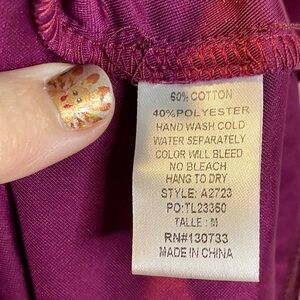 60% COTTON
40% POLYESTER
HAND WASH COLD
WATER SEPARATELY
COLOR WILL BLEED
NO BLEACH
HANG TO DRY
STYLE: A2723
PO:TL23350
TALLE : M
RN#130733
MADE IN CHINA